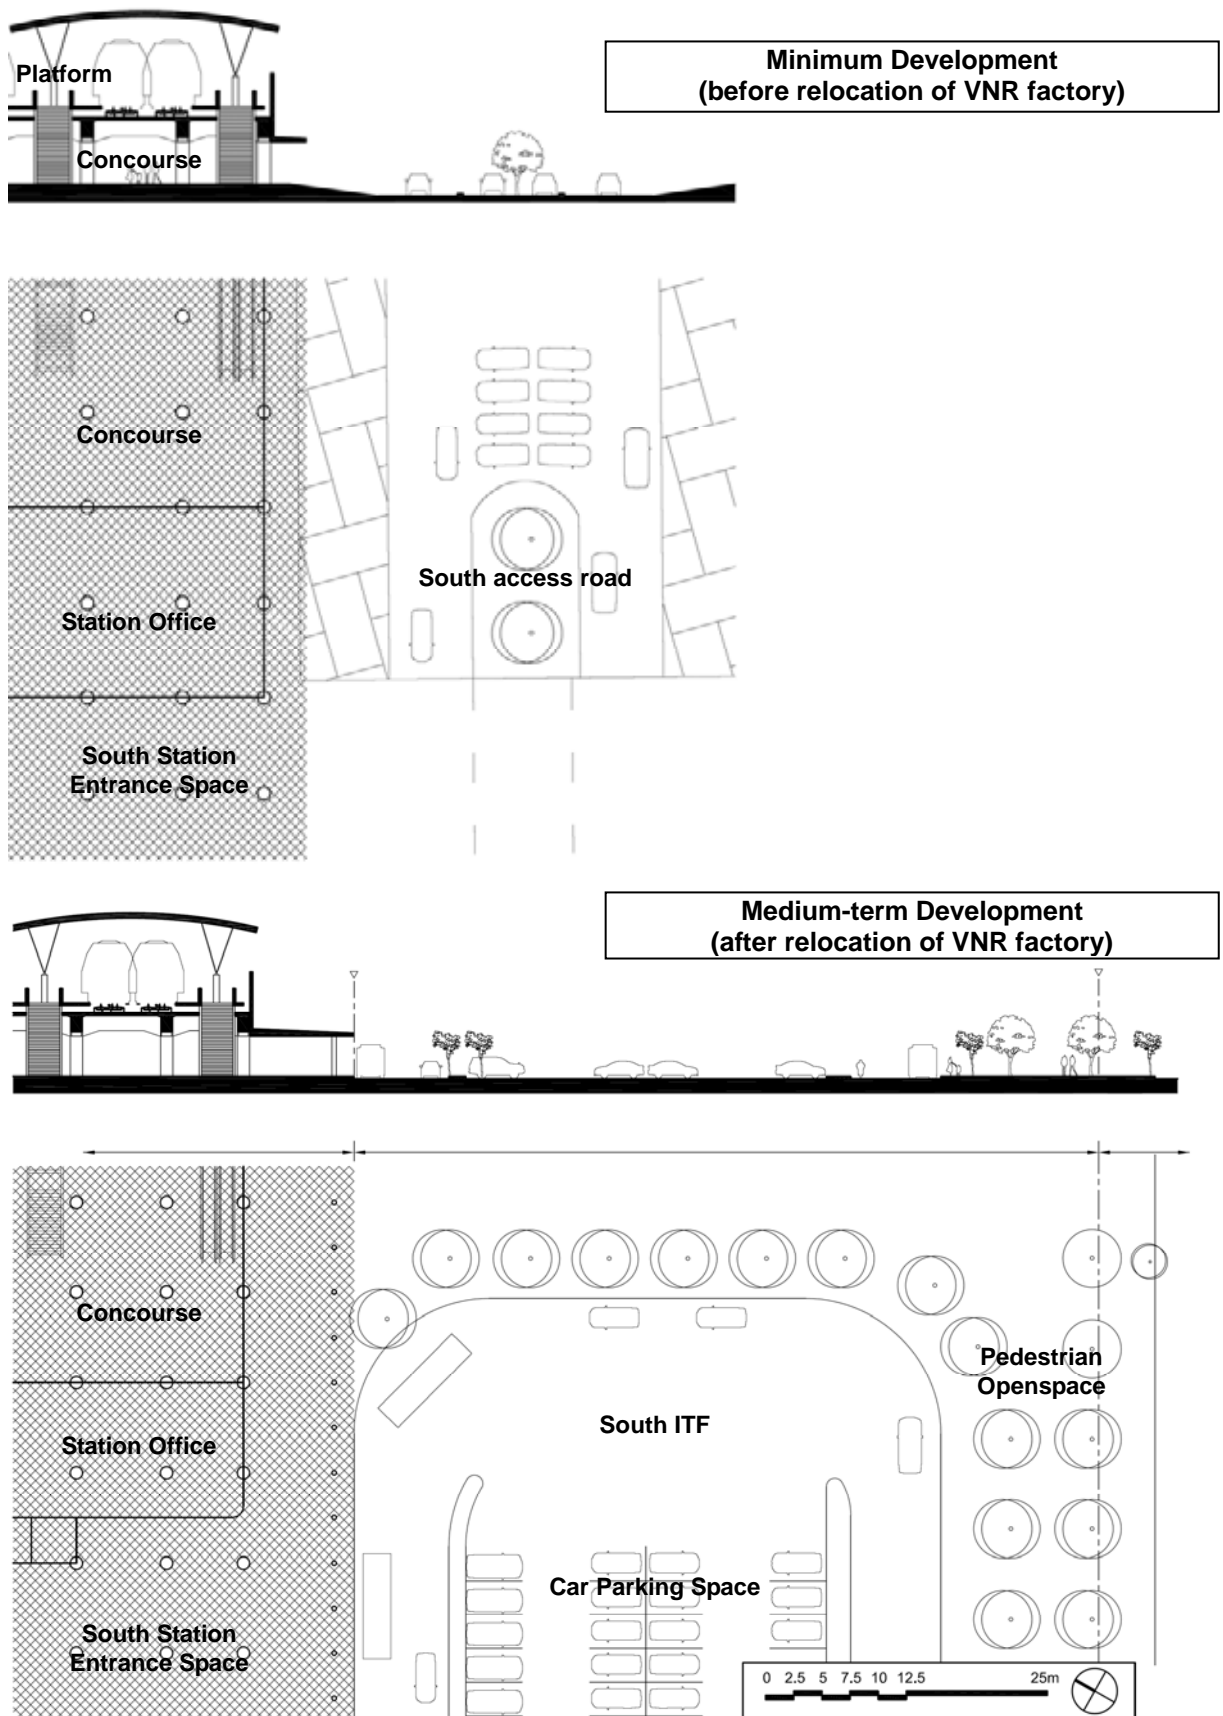 Minimum Development
(before relocation of VNR factory)
Platform
Concourse
Concourse
South access road
Station Office
South Station
Entrance Space
Medium-term Development
(after relocation of VNR factory)
Concourse
Pedestrian
Openspace
South ITF
Station Office
Car Parking Space
South Station
Entrance Space
0 2.5 5 7.5 10 12.5 25m